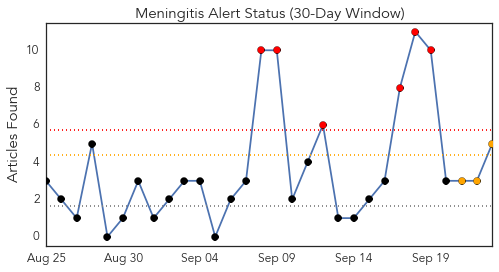 Meningitis Alert Status (30-Day Window)
Articles Found
10
8
6
4
2
0
Aug 25 Aug 30 Sep 04 Sep 09 Sep 14 Sep 19